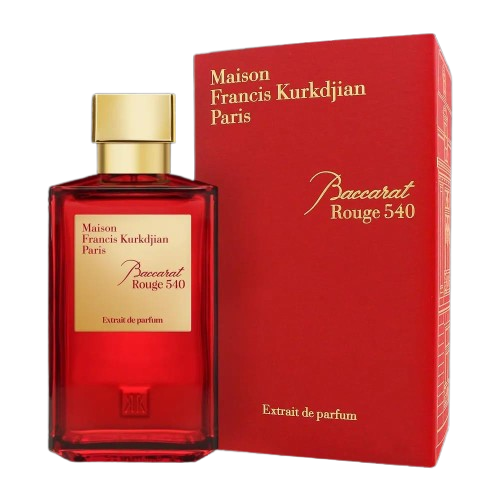 Maison
Francis Kurkdjian
Paris
Baccarat
Rouge 540
Extrait de parfum
Maison
Francis Kurkdjian
Paris
Baccarat
Rouge 540
Extrait de parfum